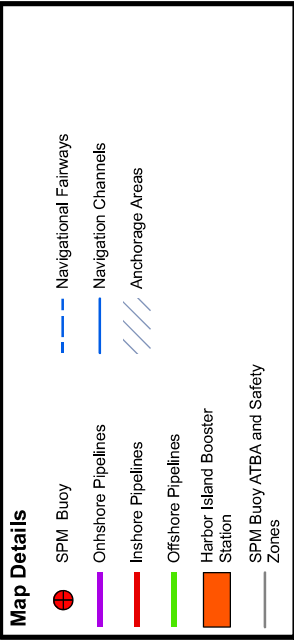 Map Details
SPM Buoy
Onhshore Pipelines
Inshore Pipelines
Offshore Pipelines
Harbor Island Booster
Station
SPM Buoy ATBA and Safety
Zones
Navigational Fairways
Navigation Channels
Anchorage Areas